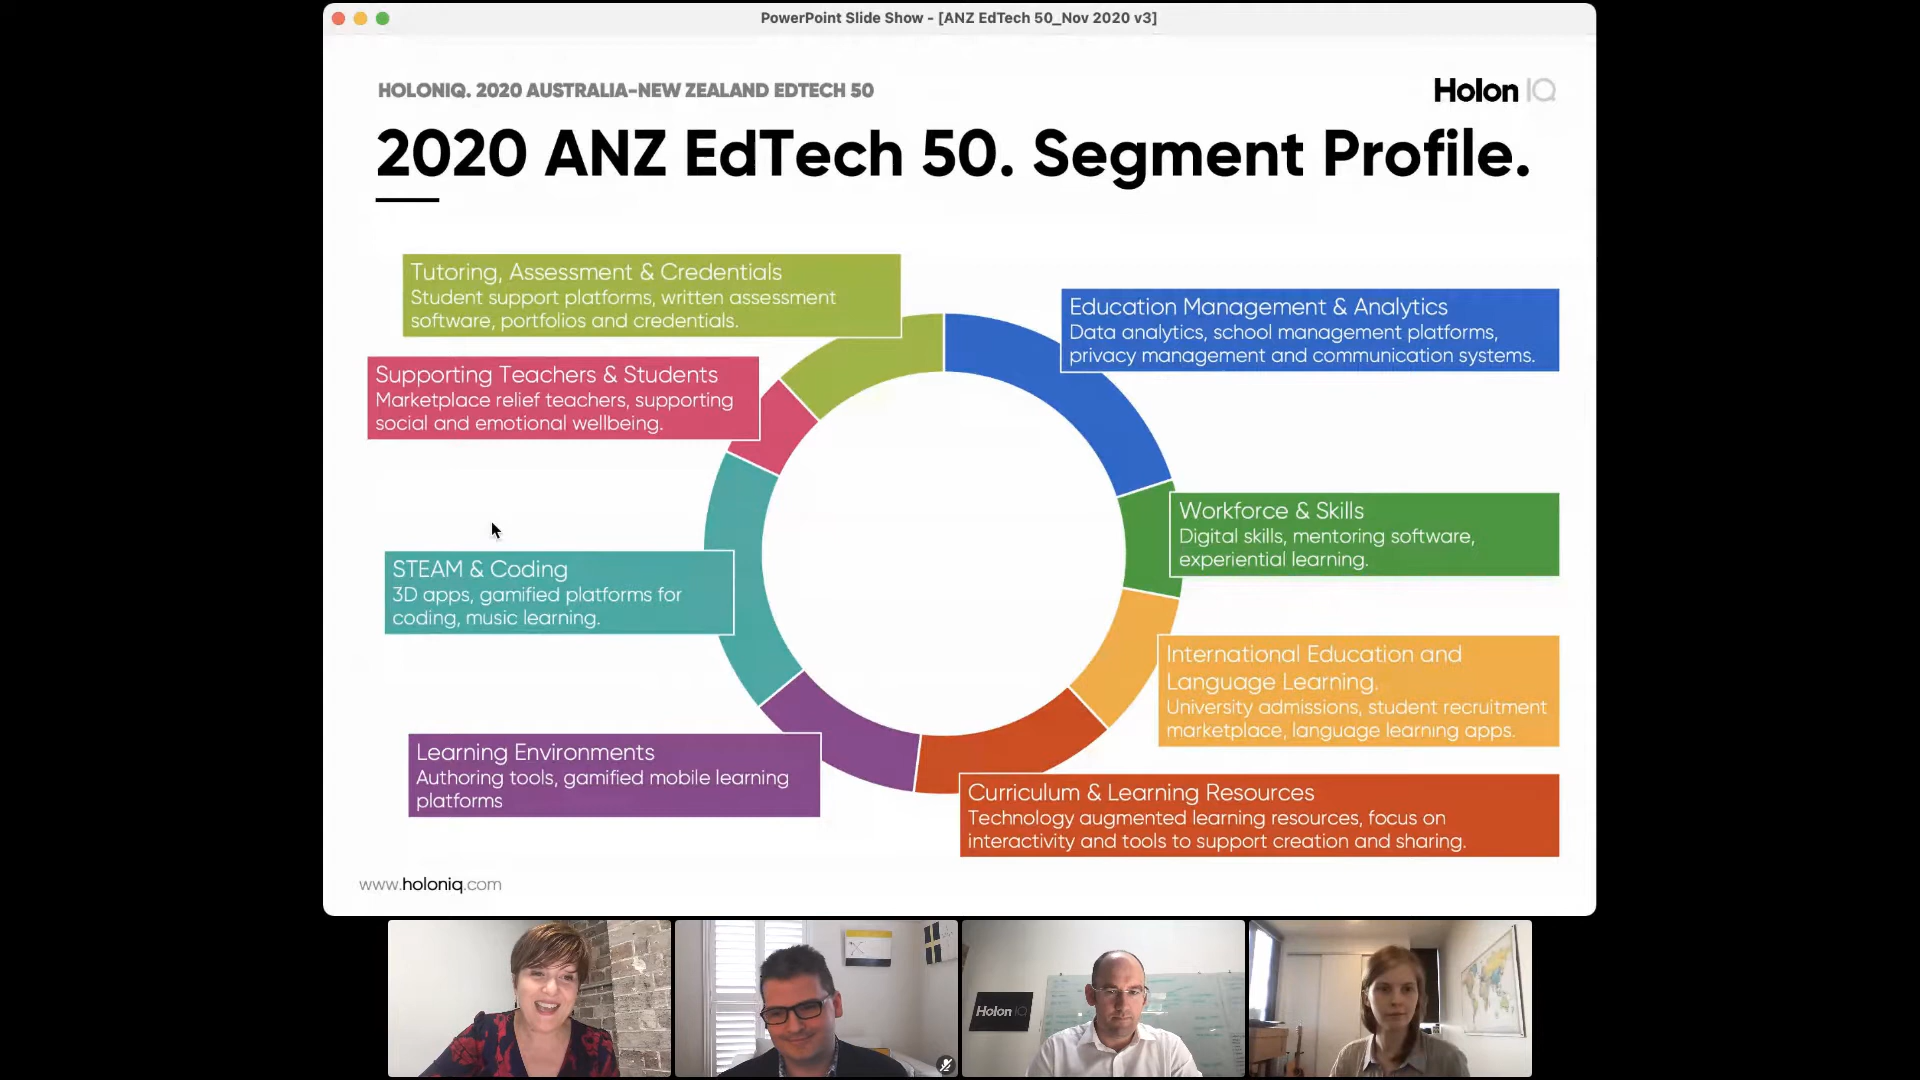 PowerPoint Slide Show - [ANZ EdTech 50_Nov 2020 v3]
HOLONIQ. 2020 AUSTRALIA-NEW ZEALAND EDTECH 50
Holon IQ
2020 ANZ EdTech 50. Segment Profile.
Tutoring, Assessment & Credentials
Student support platforms, written assessment
software, portfolios and credentials.
Education Management & Analytics
Data analytics, school management platforms,
privacy management and communication systems.
Supporting Teachers & Students
Marketplace relief teachers, supporting
social and emotional wellbeing.
Workforce & Skills
Digital skills, mentoring software,
experiential learning.
STEAM & Coding
3D apps, gamified platforms for
coding, music learning.
International Education and
Language Learning.
University admissions, student recruitment
marketplace, language learning apps.
Learning Environments
Authoring tools, gamified mobile learning
platforms
Curriculum & Learning Resources
Technology augmented learning resources, focus on
interactivity and tools to support creation and sharing.
www.holoniq.com
Holon IQ